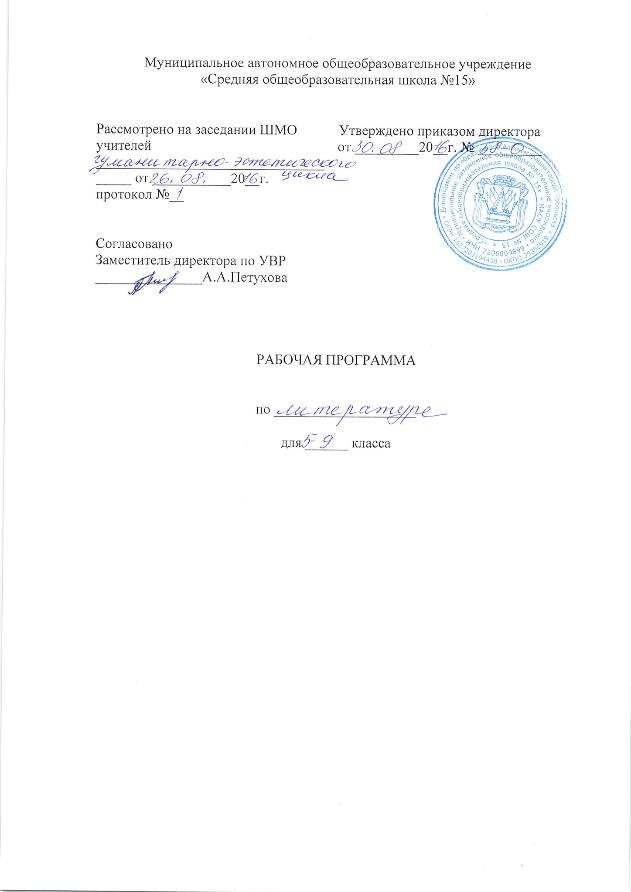 Муниципальное автономное общеобразовательное учреждение
«Средняя общеобразовательная школа №15»
Рассмотрено на заседании ШМО
учителей
гуманитарно-эстетического
_____ от 26.08. 2016 г. цикла
протокол № 1
Утверждено приказом директора
от 30.08 2016 г. №
Согласовано
Заместитель директора по УВР
_______________А.А.Петухова
РАБОЧАЯ ПРОГРАММА
по литературе
для 5-9 класса